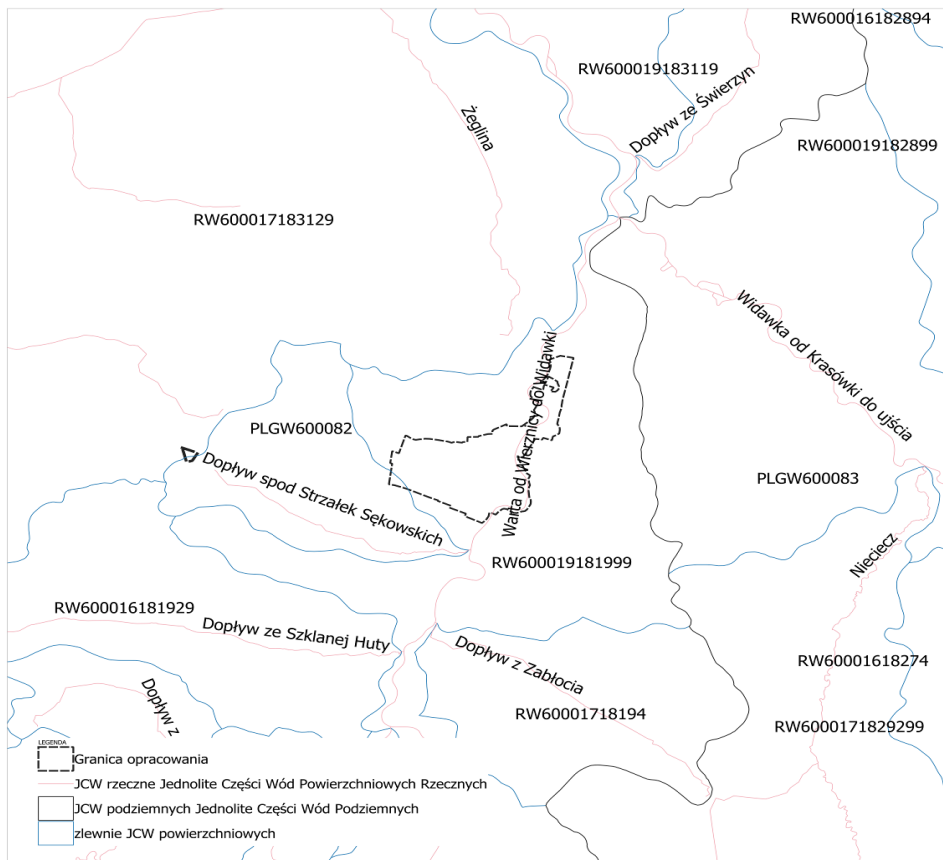 RW600016182894
RW600019183119
Dopływ ze Świerzyn
Żeglina
RW600019182899
RW600017183129
Widawka od Krasówki do ujścia
Warta od Wierznicy do Widawki
PLGW600082
Dopływ spod Strzałek Sękowskich
PLGW600083
RW600019181999
Nieciecz
RW600016181929
Dopływ ze Szklanej Huty
Dopływ z Zabłocia
RW60001618274
Dopływ z
RW60001718194
RW6000171829299
LEGENDA
Granica opracowania
JCW rzeczne Jednolite Części Wód Powierzchniowych Rzecznych
JCW podziemnych Jednolite Części Wód Podziemnych
zlewnie JCW powierzchniowych